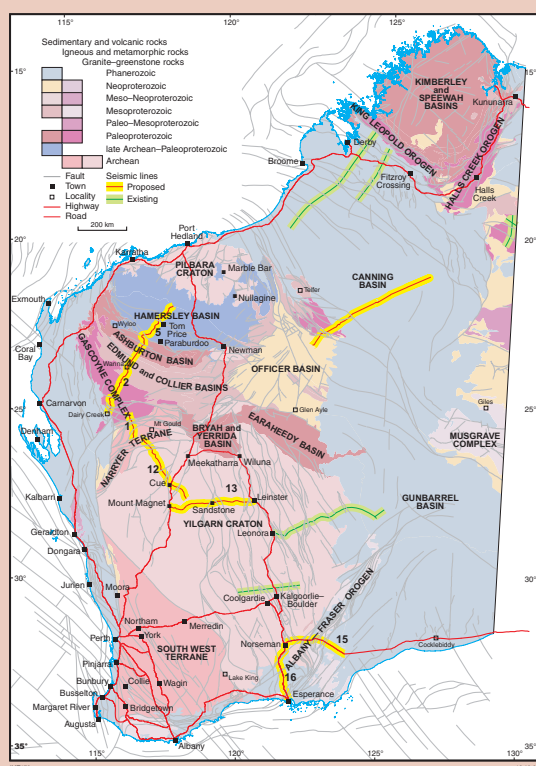 115°
120°
125°
Sedimentary and volcanic rocks
Igneous and metamorphic rocks
Granite–greenstone rocks
Phanerozoic
Neoproterozoic
Meso–Neoproterozoic
Mesoproterozoic
Paleo–Mesoproterozoic
Paleoproterozoic
late Archean–Paleoproterozoic
Archean
Fault
Town
Locality
Highway
Road
Seismic lines
Proposed
Existing
200 km
15°
15°
KIMBERLEY
and
SPEEWAH
BASINS
Kununurra
KING LEOPOLD OROGEN
Derby
Broome
Fitzroy
Crossing
HALLS CREEK OROGEN
Halls
Creek
20°
20°
Port
Hedland
Karratha
PILBARA
CRATON
Marble Bar
CANNING
BASIN
Telfer
Nullagine
Exmouth
HAMERSLEY BASIN
Wyloo
5
Tom
Price
Paraburdoo
ASHBURTON BASIN
Newman
Coral
Bay
EDMUND and COLLIER BASINS
OFFICER BASIN
GASCOYNE COMPLEX
2
Carnarvon
Dairy Creek
25°
25°
Glen Ayle
Giles
1
Mt Gould
BRYAH and
YERRIDA
BASIN
EARAHEEDY BASIN
MUSGRAVE
COMPLEX
Denham
NARRYER TERRANE
Meekatharra
Wiluna
12
Cue
13
Kalbarri
Mount Magnet
Sandstone
Leinster
GUNBARREL
BASIN
YILGARN CRATON
Geraldton
Leonora
Dongara
30°
30°
Jurien
Moora
Coolgardie
Kalgoorlie–
Boulder
ALBANY – FRASER OROGEN
Northam
Merredin
Perth
York
Norseman
15
Cocklebiddy
Pinjarra
SOUTH WEST
TERRANE
Bunbury
Collie
Wagin
Lake King
16
Busselton
Esperance
Margaret River
Bridgetown
Augusta
Albany
35°
35°
115°
120°
125°